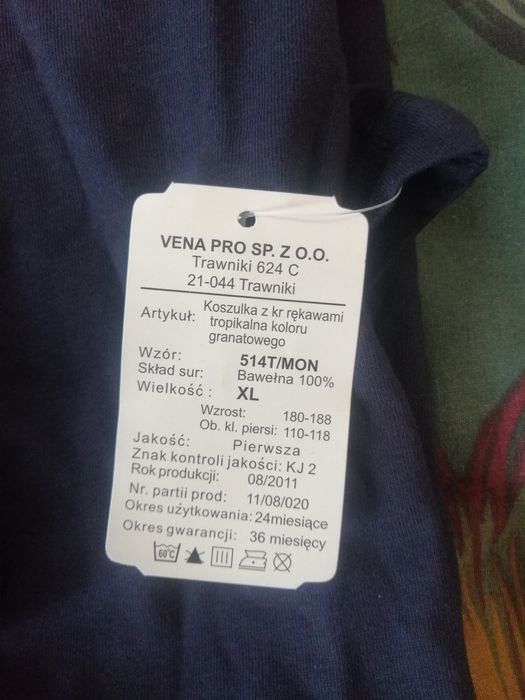 VENA PRO SP. Z O.O.
Trawniki 624 C
21-044 Trawniki
Artykuł: Koszulka z kr rękawami
tropikalna koloru
granatowego
Wzór: 514T/MON
Skład sur: Bawełna 100%
Wielkość : XL
Wzrost: 180-188
Ob. kl. piersi: 110-118
Jakość: Pierwsza
Znak kontroli jakości: KJ 2
Rok produkcji: 08/2011
Nr. partii prod: 11/08/020
Okres użytkowania: 24miesiące
Okres gwarancji: 36 miesięcy
60°C